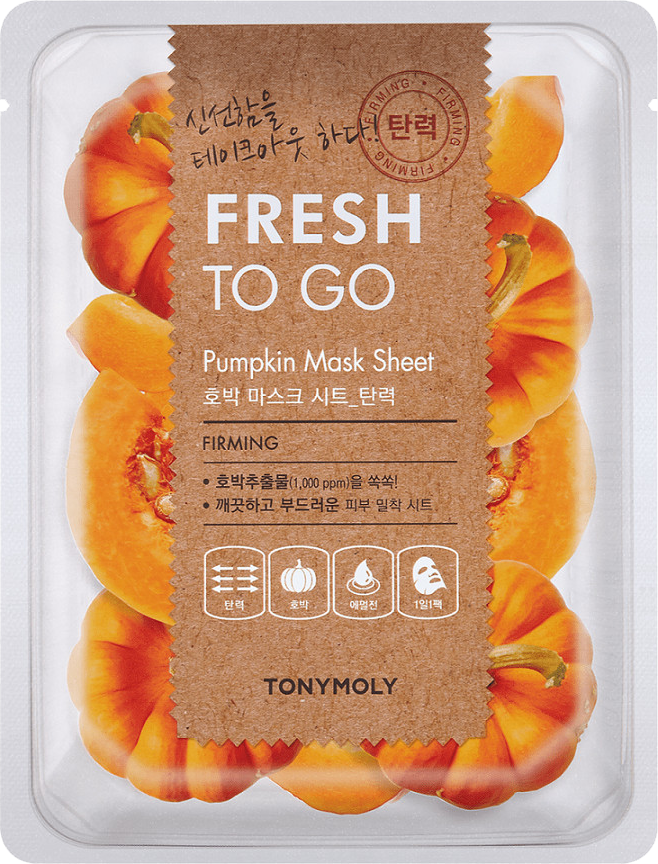 신선함을
테이크아웃 하다!
FIRMING • FIRMING • FIRMING •
탄력
FRESH
TO GO
Pumpkin Mask Sheet
호박 마스크 시트_탄력
FIRMING
• 호박추출물(1,000 ppm)을 쏙쏙!
• 깨끗하고 부드러운 피부 밀착 시트
탄력 호박 에멀전 1일1팩
TONYMOLY